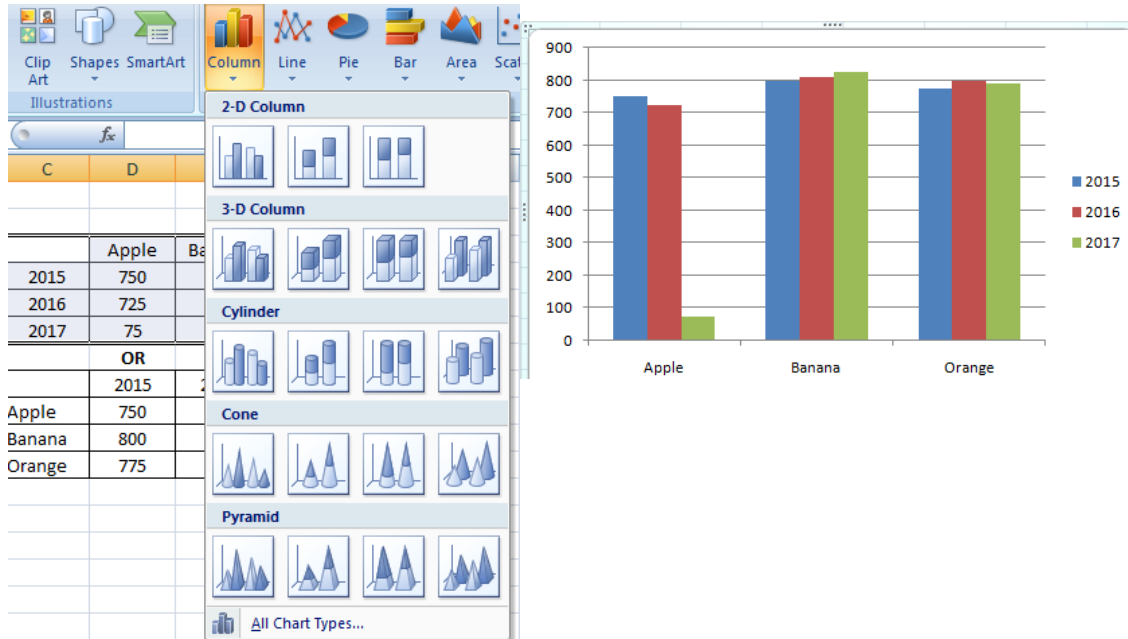 Clip Art Shapes SmartArt Column Line Pie Bar Area Scat
Illustrations
2-D Column
fx
C D
3-D Column
Apple Ba
2015 750
2016 725
2017 75
Cylinder
OR
2015
Apple 750
Cone
Banana 800
Orange 775
Pyramid
All Chart Types...
900
800
700
600
500
400
300
200
100
0
Apple Banana Orange
2015
2016
2017